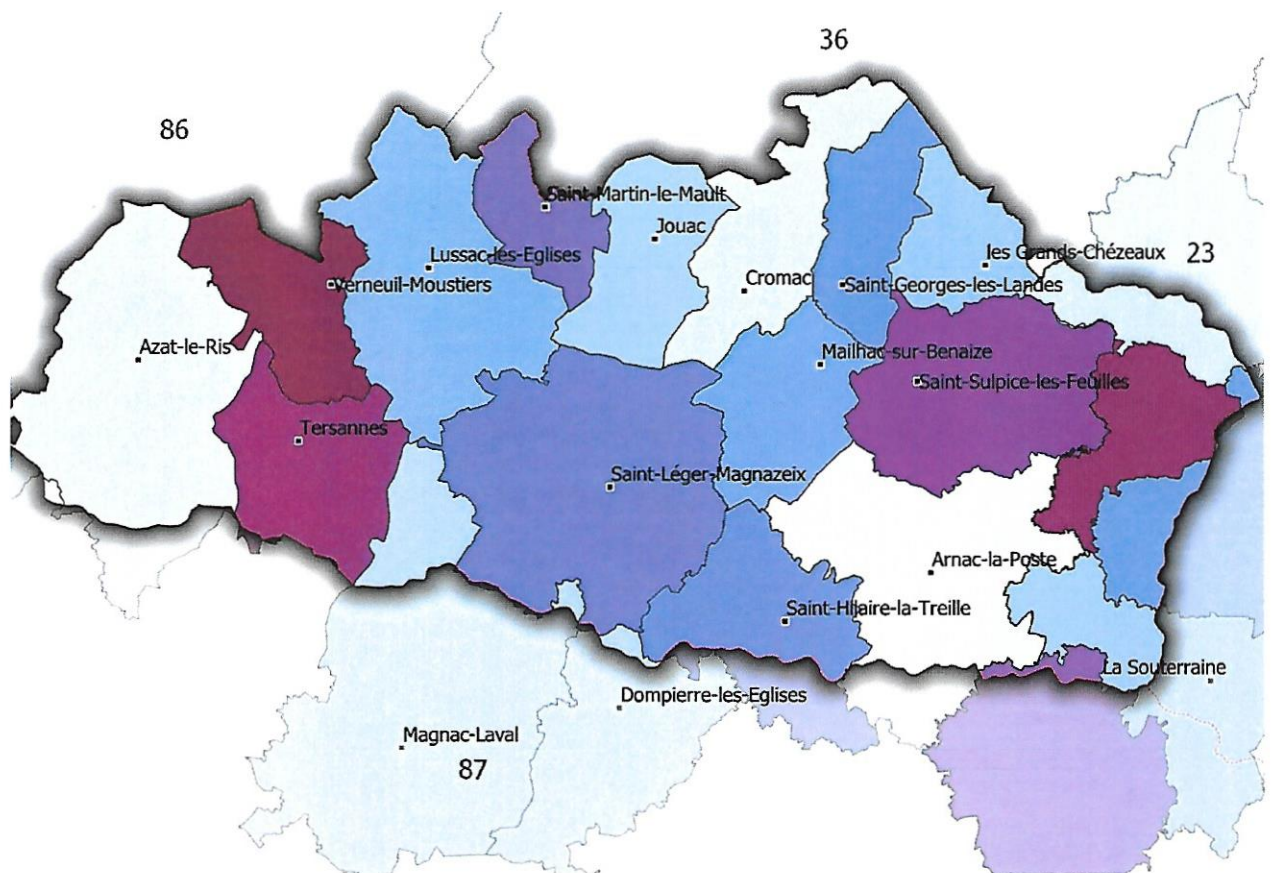 36
86
Saint-Martin-le-Mault
Jouac
Lussac-les-Eglises
les Grands-Chézeaux
23
Verneuil-Moustiers
Cromac
Saint-Georges-les-Landes
Azat-le-Ris
Mailhac-sur-Benaize
Saint-Sulpice-les-Feuilles
Tersannes
Saint-Léger-Magnazeix
Arnac-la-Poste
Saint-Hilaire-la-Treille
La Souterraine
Dompierre-les-Eglises
Magnac-Laval
87